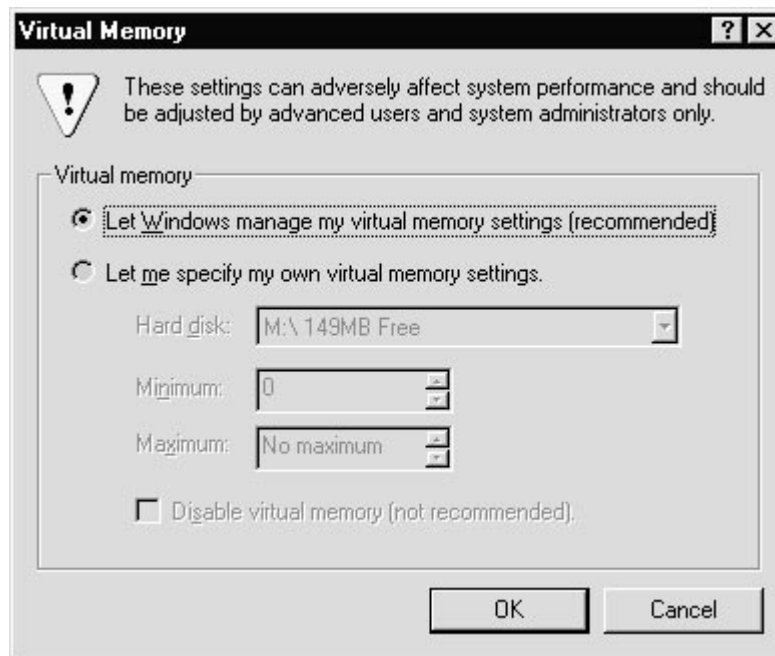 Virtual Memory
These settings can adversely affect system performance and should
be adjusted by advanced users and system administrators only.
Virtual memory
Let Windows manage my virtual memory settings (recommended)
Let me specify my own virtual memory settings.
Hard disk: M:\ 149MB Free
Minimum: 0
Maximum: No maximum
Disable virtual memory (not recommended).
OK Cancel